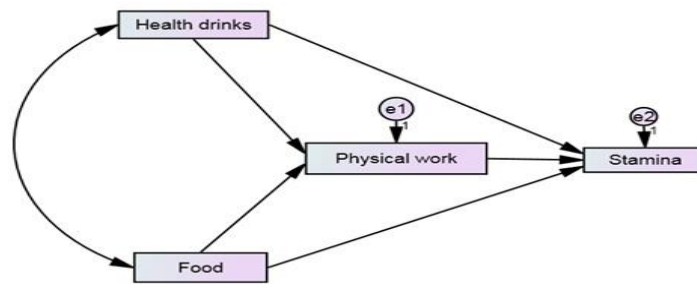 Health drinks
e1
1
e2
1
Physical work
Stamina
Food